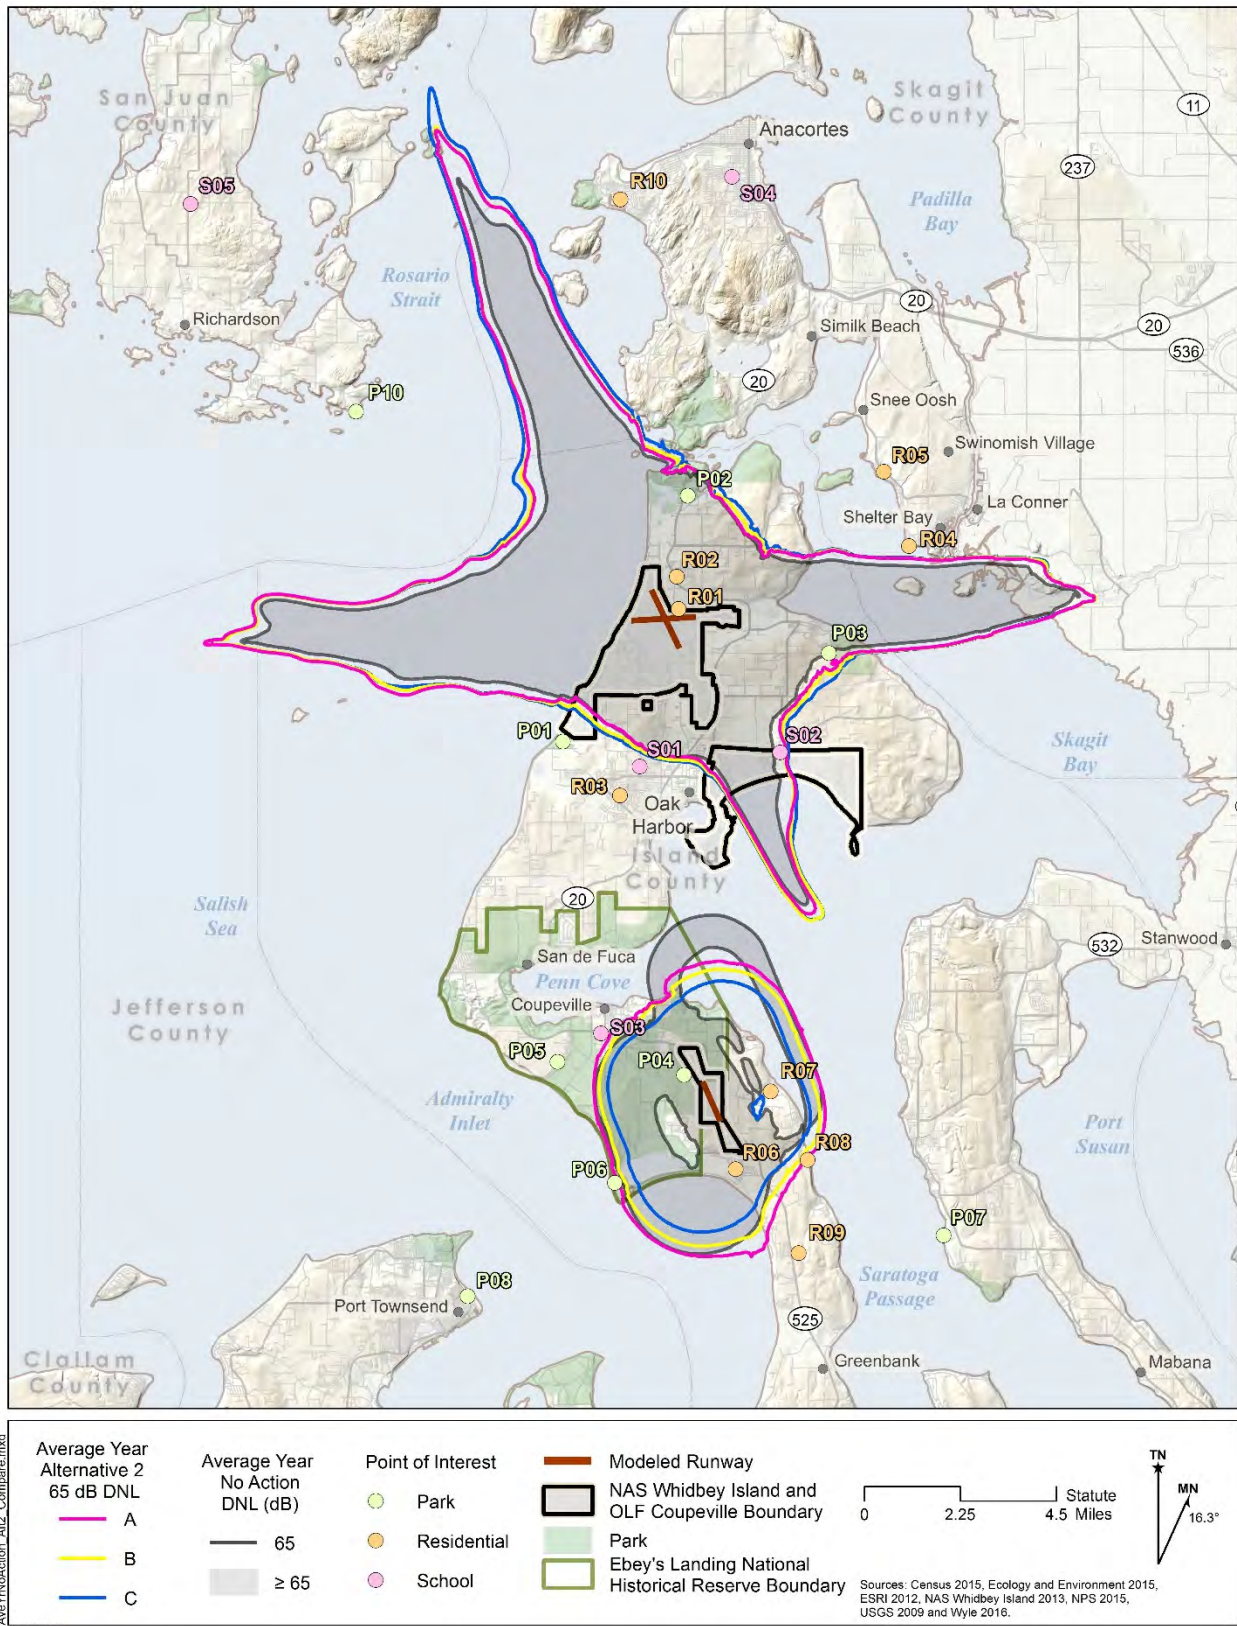 San Juan
County
Skagit
County
11
Anacortes
237
S05
R10
S04
Padilla
Bay
Rosario
Strait
20
20
Richardson
Similk Beach
536
20
P10
Snee Oosh
Swinomish Village
R05
P02
La Conner
Shelter Bay
R04
R02
R01
P03
P01
S01
S02
Skagit
Bay
R03
Oak
Harbor
Island
County
20
Salish
Sea
532
Stanwood
San de Fuca
Penn Cove
Jefferson
County
Coupeville
S03
P05
P04
R07
Admiralty
Inlet
Port
Susan
R08
R06
P06
P07
R09
Saratoga
Passage
P08
Port Townsend
525
Clallam
County
Greenbank
Mabana
AveYrNoAction_Alt2_Compare.mxd
Average Year
Alternative 2
65 dB DNL
A
B
C
Average Year
No Action
DNL (dB)
65
≥ 65
Point of Interest
Park
Residential
School
Modeled Runway
NAS Whidbey Island and
OLF Coupeville Boundary
Park
Ebey's Landing National
Historical Reserve Boundary
0 2.25 4.5 Statute Miles
TN
MN
16.3°
Sources: Census 2015, Ecology and Environment 2015,
ESRI 2012, NAS Whidbey Island 2013, NPS 2015,
USGS 2009 and Wyle 2016.